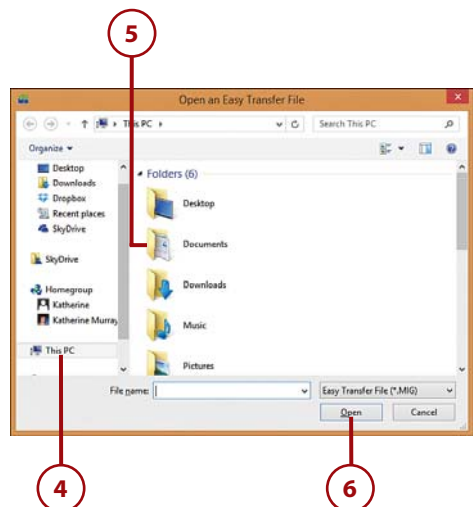 5
Open an Easy Transfer File
This PC
Search This PC
Organize
Desktop
Downloads
Dropbox
Recent places
SkyDrive
SkyDrive
Homegroup
Katherine
Katherine Murray
This PC
Folders (6)
Desktop
Documents
Downloads
Music
Pictures
File name:
Easy Transfer File (*.MIG)
Open
Cancel
4
6